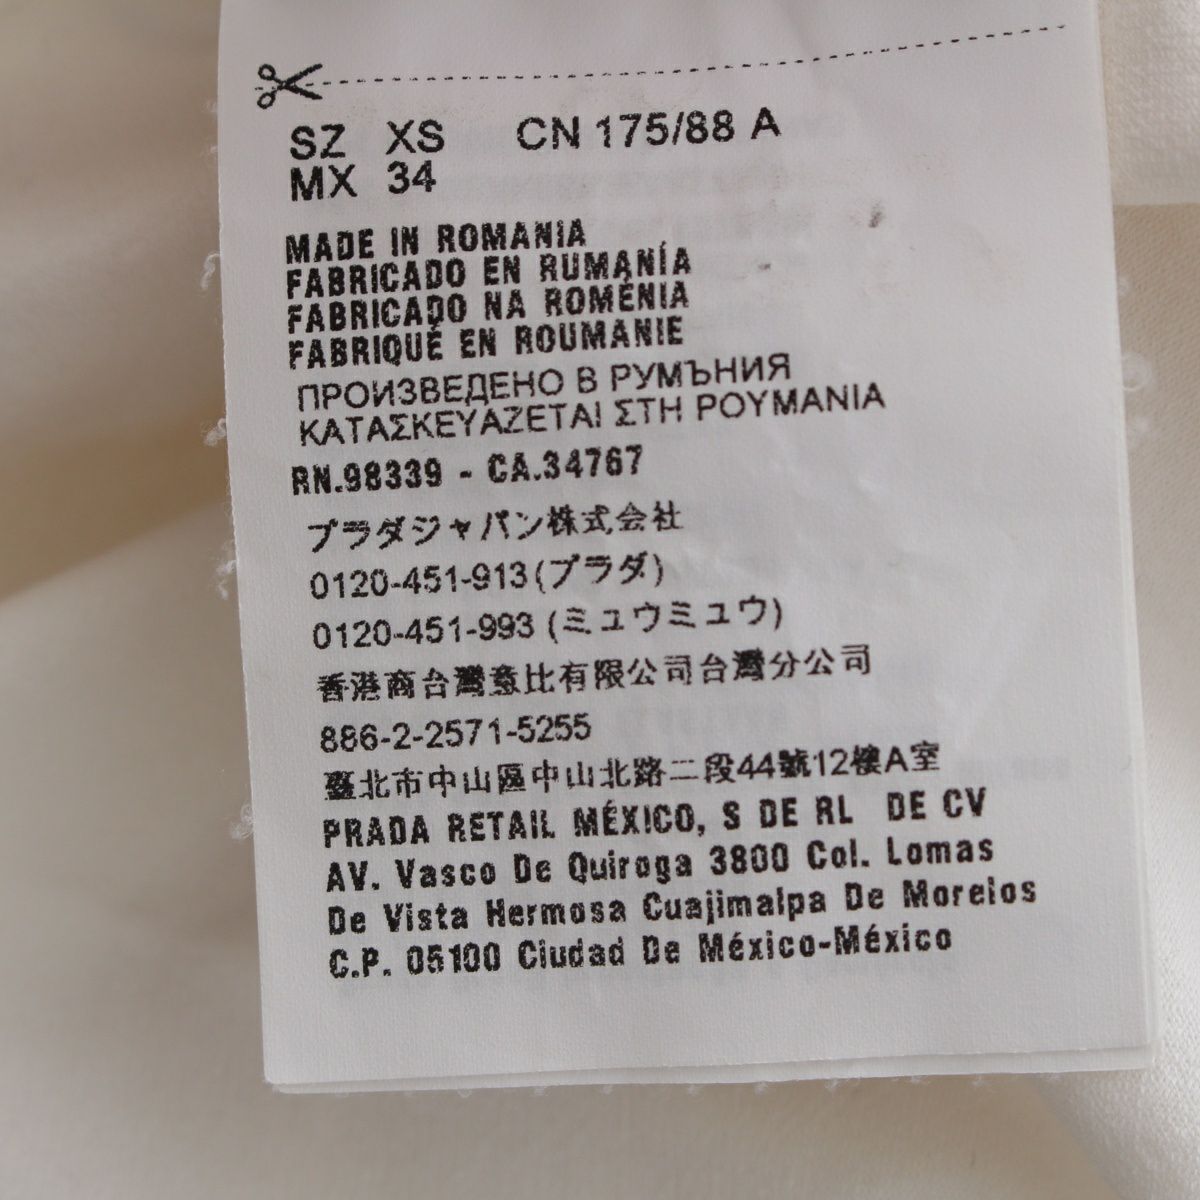 SZ XS CN 175/88 A
MX 34
MADE IN ROMANIA
FABRICADO EN RUMANÍA
FABRICADO NA ROMÉNIA
FABRIQUÉ EN ROUMANIE
ПРОИЗВЕДЕНО В РУМЪНИЯ
ΚΑΤΑΣΚΕΥΑΖΕΤΑΙ ΣΤΗ ΡΟΥΜΑΝΙΑ
RN.98339 - CA.34767
プラダジャパン株式会社
0120-451-913(プラダ)
0120-451-993 (ミュウミュウ)
香港商台灣意比有限公司台灣分公司
886-2-2571-5255
臺北市中山區中山北路二段44號12樓A室
PRADA RETAIL MÉXICO, S DE RL DE CV
AV. Vasco De Quiroga 3800 Col. Lomas
De Vista Hermosa Cuajimalpa De Morelos
C.P. 05100 Ciudad De México-México